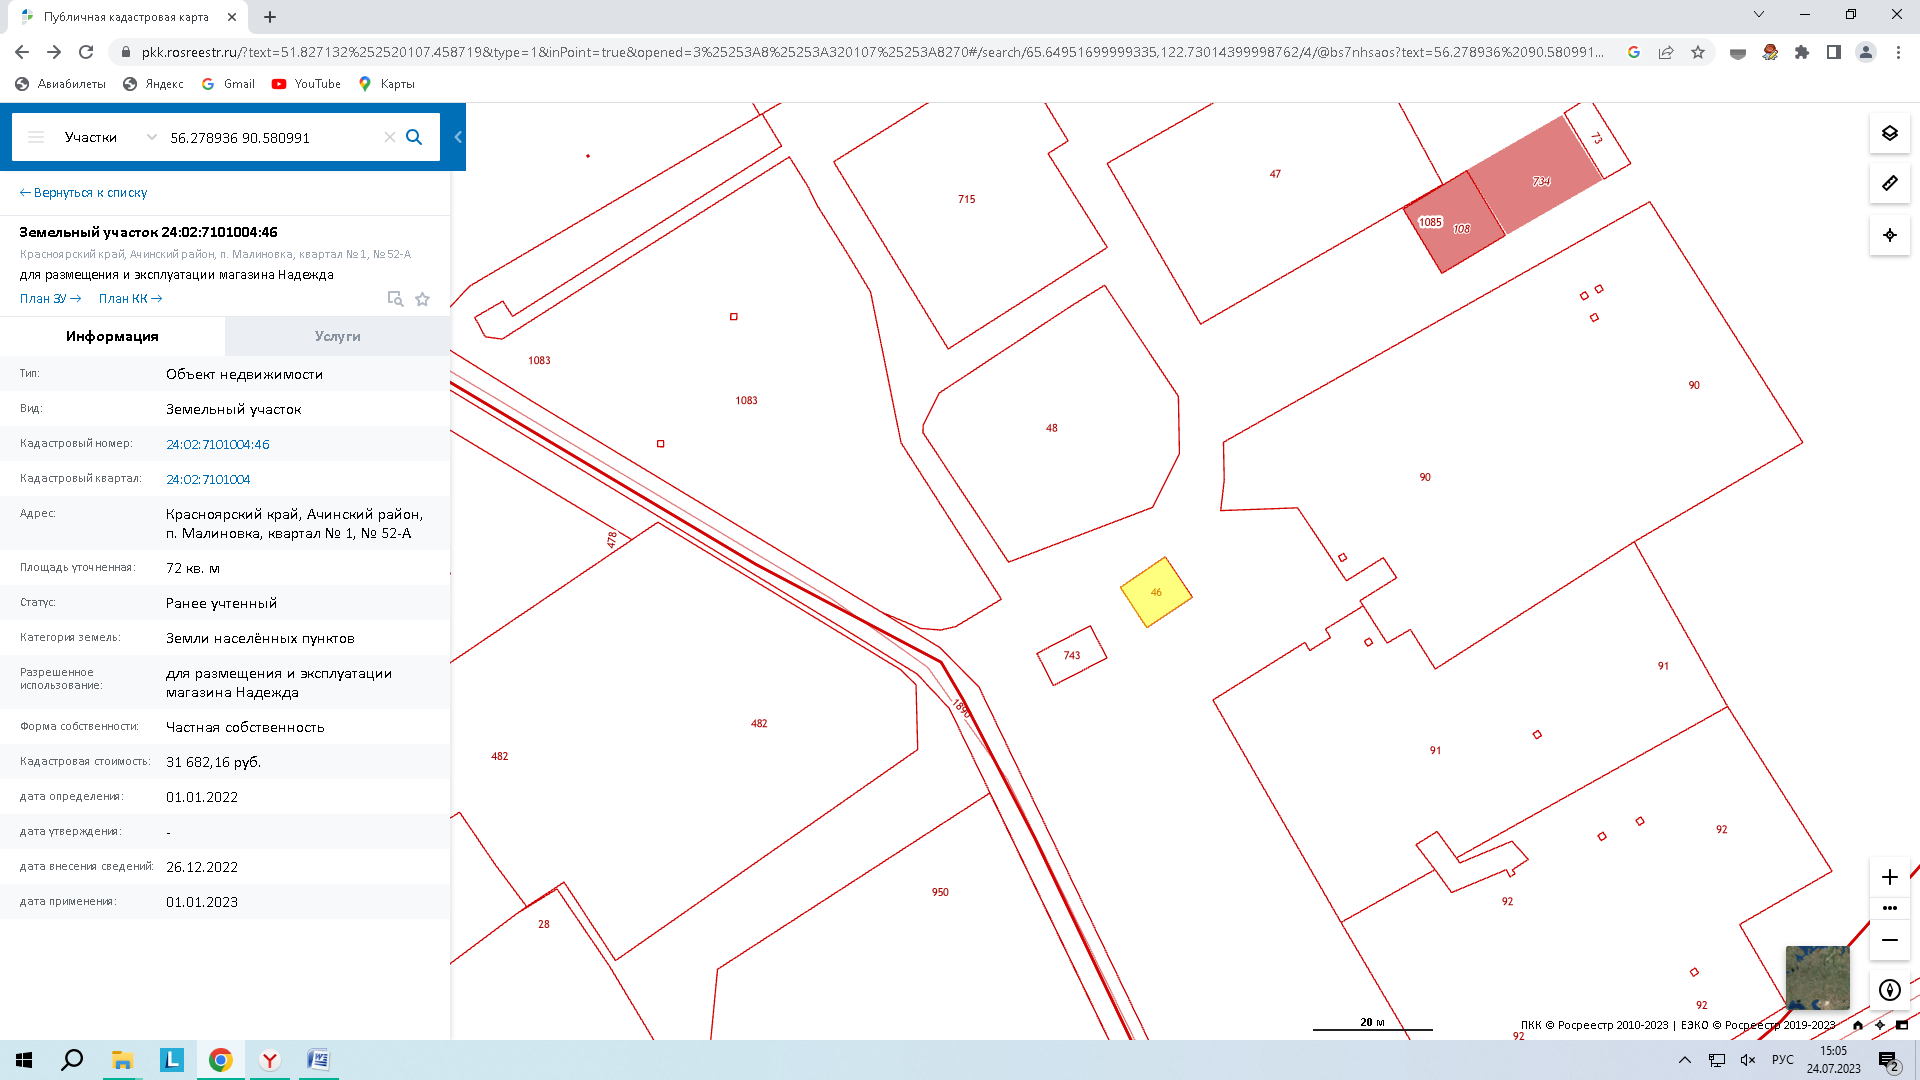 Публичная кадастровая карта
pkk.rosreestr.ru/?text=51.827132%252520107.458719&type=1&inPoint=true&opened=3%25253A8%25253A320107%25253A8270#/search/65.64951699999335,122.73014399998762/4/@bs7nhsaos?text=56.278936%2090.580991...
Авиабилеты
Яндекс
Gmail
YouTube
Карты
Участки
56.278936 90.580991
Вернуться к списку
Земельный участок 24:02:7101004:46
Красноярский край, Ачинский район, п. Малиновка, квартал № 1, № 52-А
для размещения и эксплуатации магазина Надежда
План ЗУ → План КК →
Информация
Услуги
Тип: Объект недвижимости
Вид: Земельный участок
Кадастровый номер: 24:02:7101004:46
Кадастровый квартал: 24:02:7101004
Адрес: Красноярский край, Ачинский район,
п. Малиновка, квартал № 1, № 52-А
Площадь уточненная: 72 кв. м
Статус: Ранее учтенный
Категория земель: Земли населённых пунктов
Разрешенное использование: для размещения и эксплуатации
магазина Надежда
Форма собственности: Частная собственность
Кадастровая стоимость: 31 682,16 руб.
дата определения: 01.01.2022
дата утверждения: -
дата внесения сведений: 26.12.2022
дата применения: 01.01.2023
73
47
734
715
1085
108
1083
90
1083
48
90
478
46
743
91
1890
482
91
482
92
950
92
28
92
92
20 м
ПКК © Росреестр 2010-2023 | ЕЭКО © Росреестр 2019-2023
РУС
15:05
24.07.2023
2